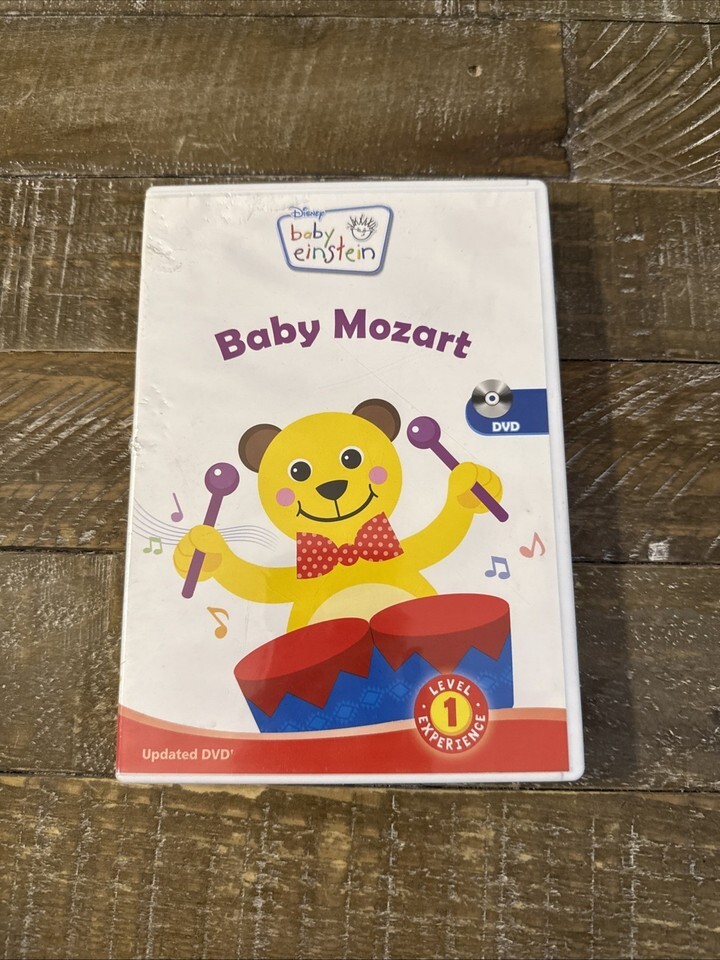 Disney
baby
einstein
Baby Mozart
DVD
LEVEL
1
EXPERIENCE
Updated DVD!